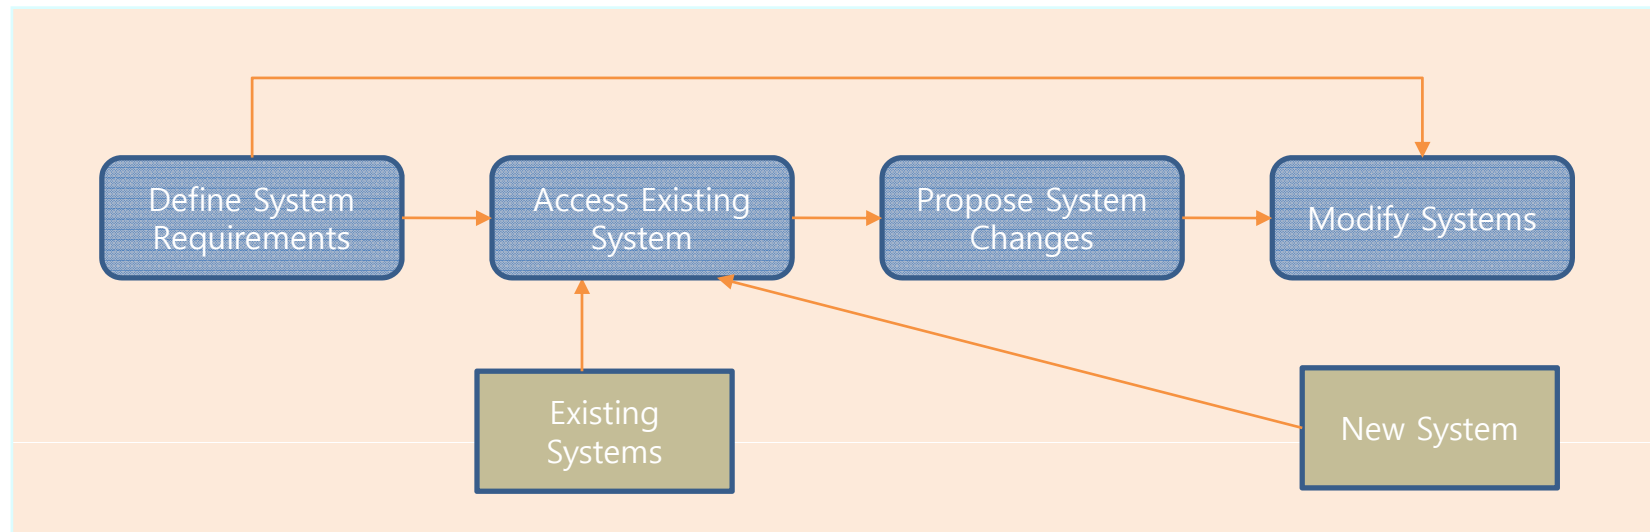 Define System
Requirements
Access Existing
System
Propose System
Changes
Modify Systems
Existing
Systems
New System